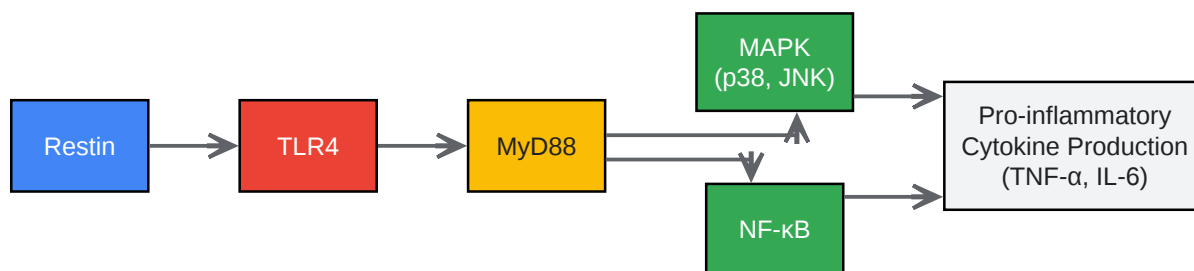 Restin
TLR4
MyD88
MAPK
(p38, JNK)
NF-κB
Pro-inflammatory
Cytokine Production
(TNF-α, IL-6)